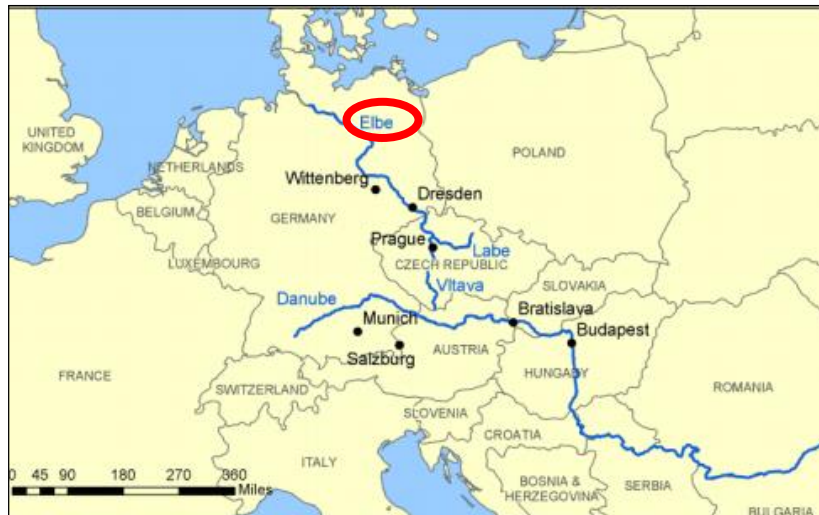 Elbe
UNITED
KINGDOM
POLAND
NETHERLANDS
Wittenberg
Dresden
BELGIUM
GERMANY
Prague
Labe
LUXEMBOURG
CZECH REPUBLIC
Vltava
SLOVAKIA
Danube
Bratislava
Munich
Budapest
Salzburg
AUSTRIA
HUNGARY
FRANCE
SWITZERLAND
ROMANIA
SLOVENIA
CROATIA
ITALY
0 45 90 180 270 360
Miles
BOSNIA &
HERZEGOVINA
SERBIA
BULGARIA